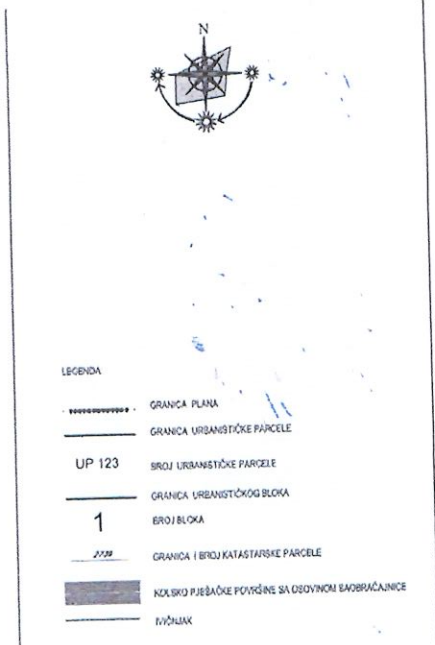 N
LEGENDA
GRANICA PLANA
GRANICA URBANISTIČKE PARCELE
UP 123 BROJ URBANISTIČKE PARCELE
GRANICA URBANISTIČKOG BLOKA
1 BROJ BLOKA
2739 GRANICA I BROJ KATASTARSKE PARCELE
KOLSKO PJEŠAČKE POVRŠINE SA OSOVINOM SAOBRAĆAJNICE
IVIČNJAK